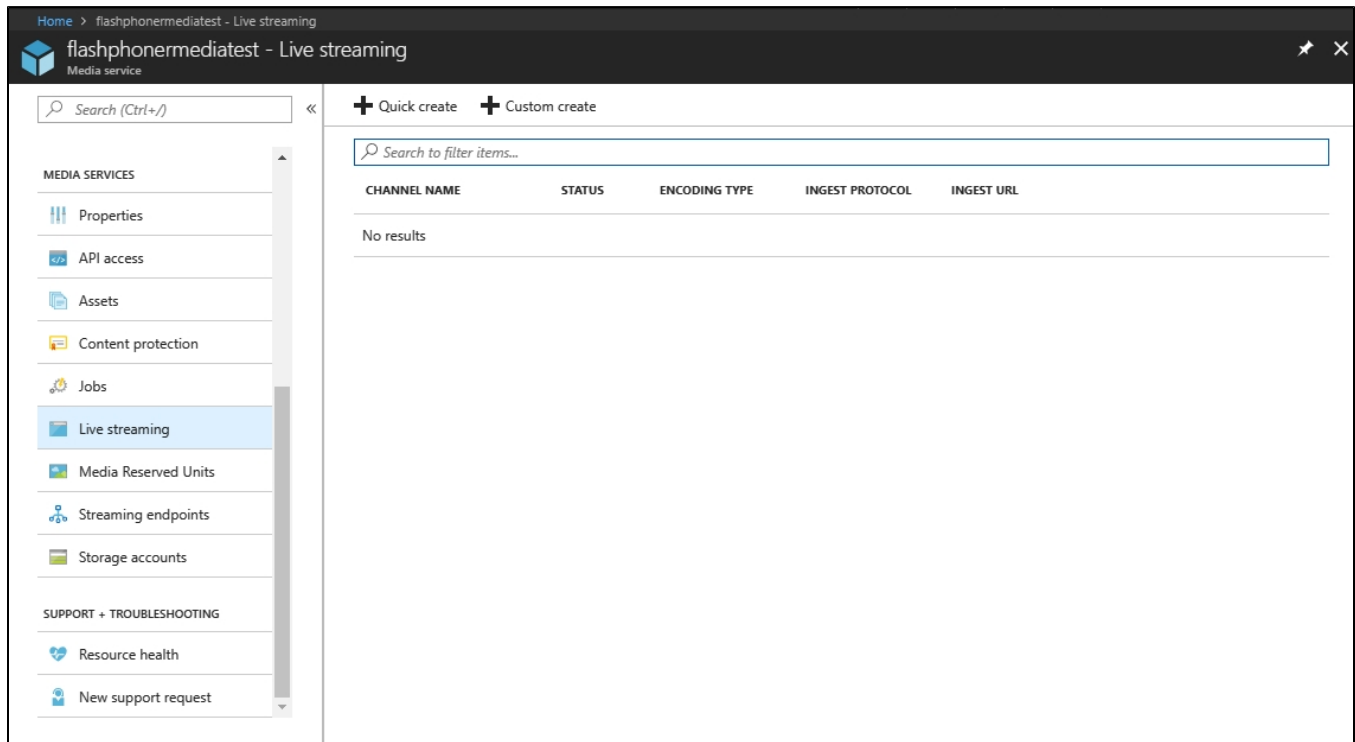 Home > flashphonermediatest - Live streaming
flashphonermediatest - Live streaming
Media service
Search (Ctrl+/)
«
MEDIA SERVICES
Properties
API access
Assets
Content protection
Jobs
Live streaming
Media Reserved Units
Streaming endpoints
Storage accounts
SUPPORT + TROUBLESHOOTING
Resource health
New support request
Quick create Custom create
Search to filter items...
CHANNEL NAME STATUS ENCODING TYPE INGEST PROTOCOL INGEST URL
No results